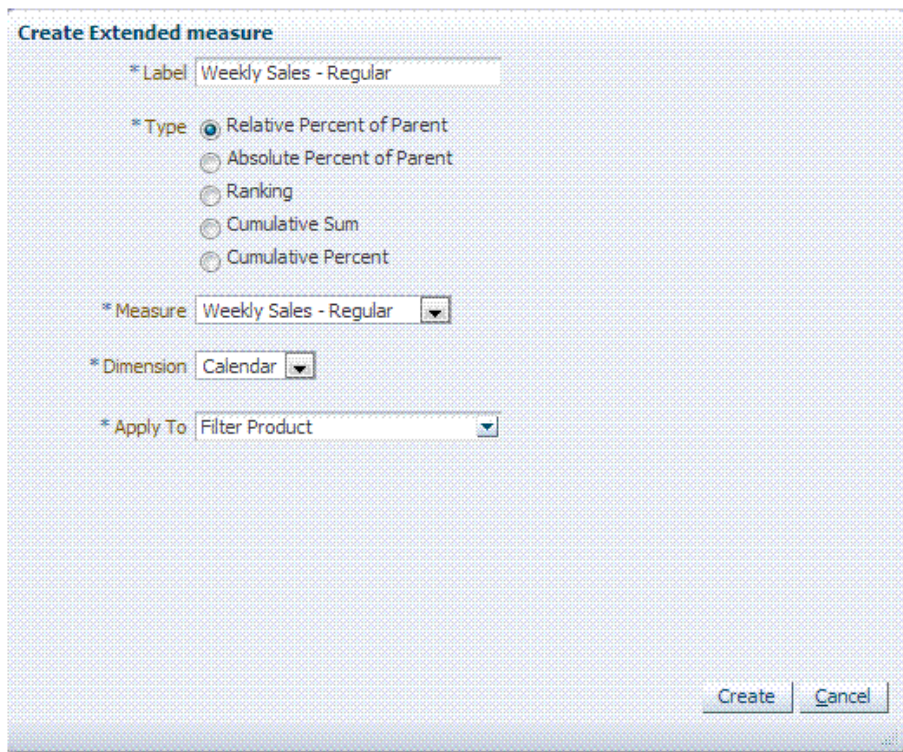 Create Extended measure
* Label Weekly Sales - Regular
* Type Relative Percent of Parent
Absolute Percent of Parent
Ranking
Cumulative Sum
Cumulative Percent
* Measure Weekly Sales - Regular
* Dimension Calendar
* Apply To Filter Product
Create Cancel